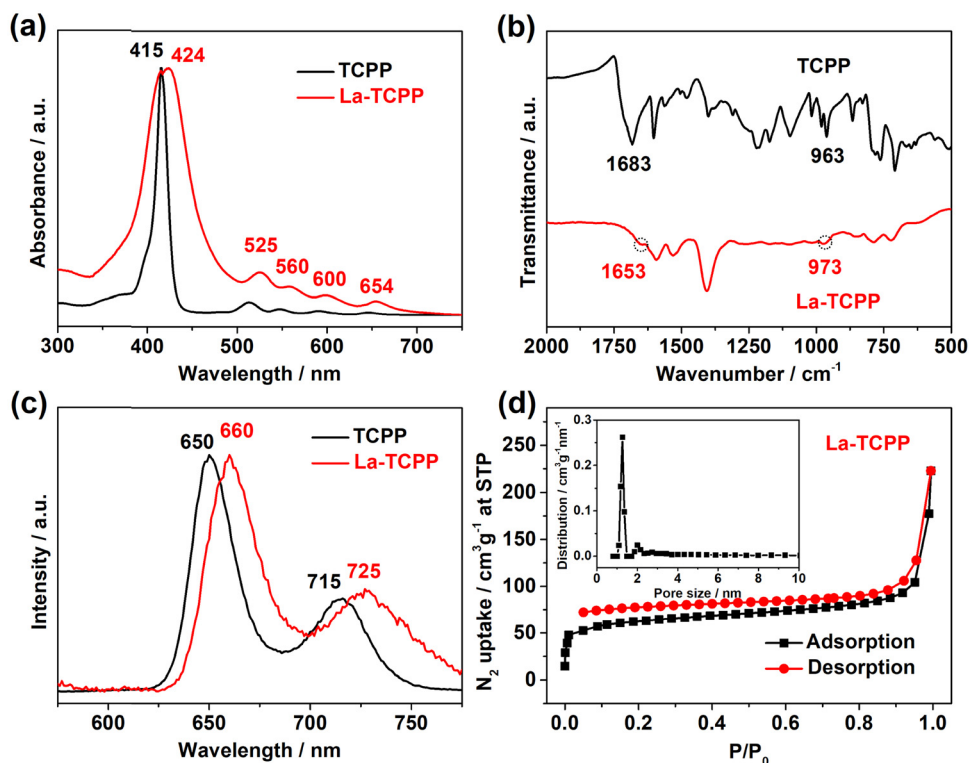 (a)
415
424
TCPP
La-TCPP
525
560
600
654
Absorbance / a.u.
300
400
500
600
700
Wavelength / nm
(b)
TCPP
1683
963
1653
973
La-TCPP
Transmittance / a.u.
2000
1750
1500
1250
1000
750
500
Wavenumber / cm⁻¹
(c)
650
660
TCPP
La-TCPP
715
725
Intensity / a.u.
600
650
700
750
Wavelength / nm
(d)
La-TCPP
N₂ uptake / cm³g⁻¹ at STP
250
225
200
175
150
125
100
75
50
25
0
0.3
0.2
0.1
0.0
Distribution / cm³g⁻¹nm⁻¹
0
2
4
6
8
10
Pore size / nm
Adsorption
Desorption
0.0
0.2
0.4
0.6
0.8
1.0
P/P₀